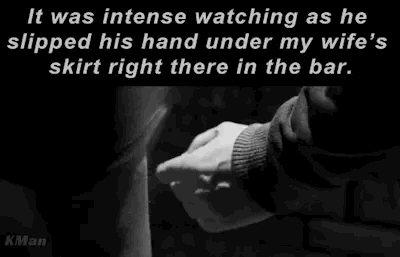 It was intense watching as he
slipped his hand under my wife's
skirt right there in the bar.
KMan